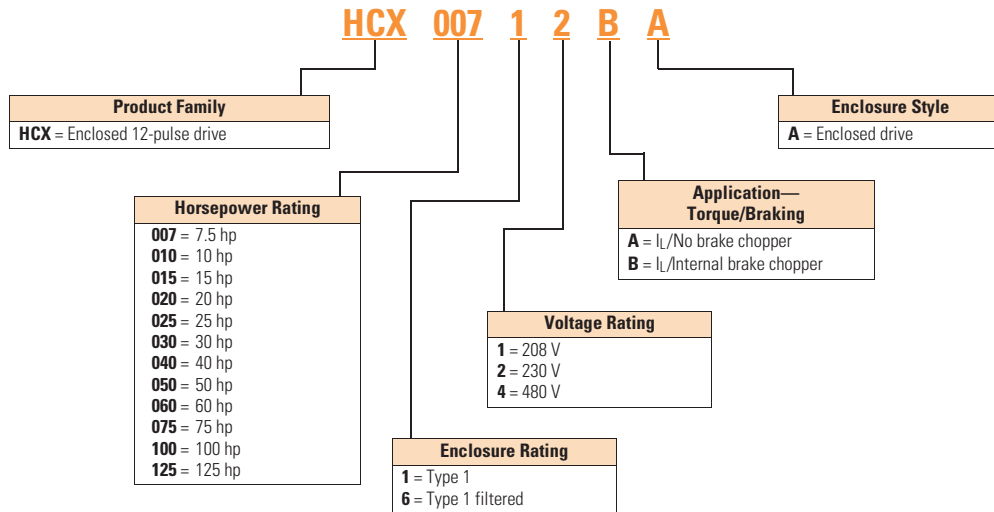 HCX 007 1 2 B A
Product Family
HCX = Enclosed 12-pulse drive
Enclosure Style
A = Enclosed drive
Application—
Torque/Braking
A = IL/No brake chopper
B = IL/Internal brake chopper
Horsepower Rating
007 = 7.5 hp
010 = 10 hp
015 = 15 hp
020 = 20 hp
025 = 25 hp
030 = 30 hp
040 = 40 hp
050 = 50 hp
060 = 60 hp
075 = 75 hp
100 = 100 hp
125 = 125 hp
Voltage Rating
1 = 208 V
2 = 230 V
4 = 480 V
Enclosure Rating
1 = Type 1
6 = Type 1 filtered